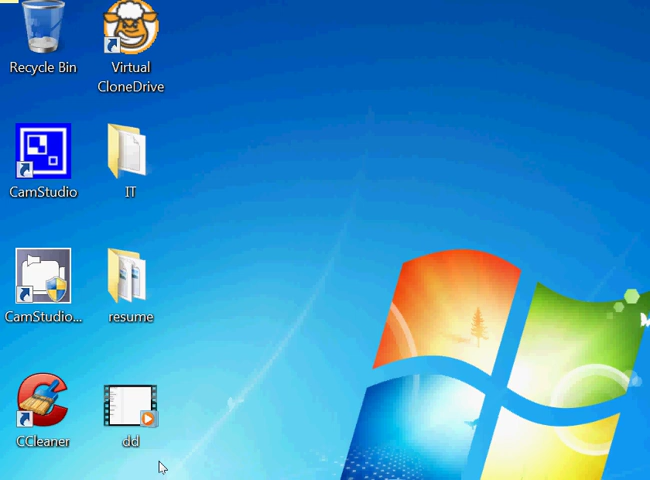 Recycle Bin
Virtual
CloneDrive
CamStudio
IT
CamStudio...
resume
CCleaner
dd